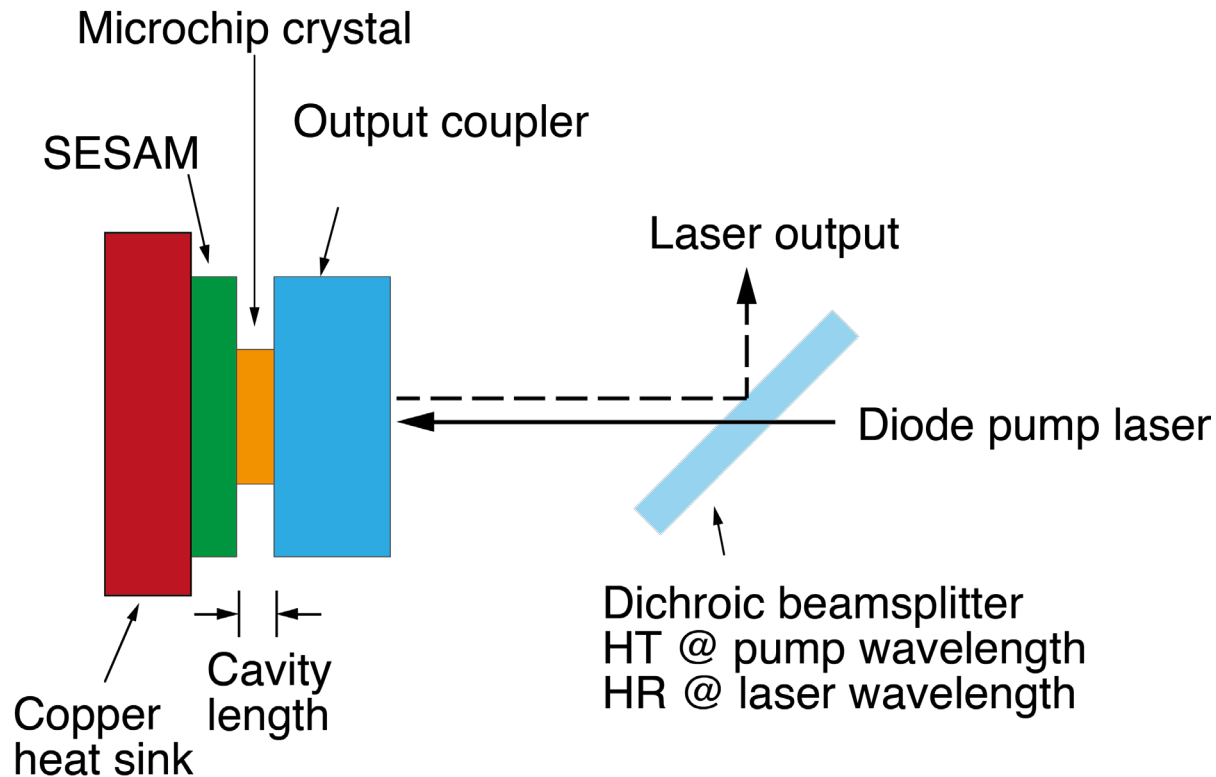 Microchip crystal
Output coupler
SESAM
Laser output
Diode pump laser
Dichroic beamsplitter
HT @ pump wavelength
HR @ laser wavelength
Cavity
length
Copper
heat sink